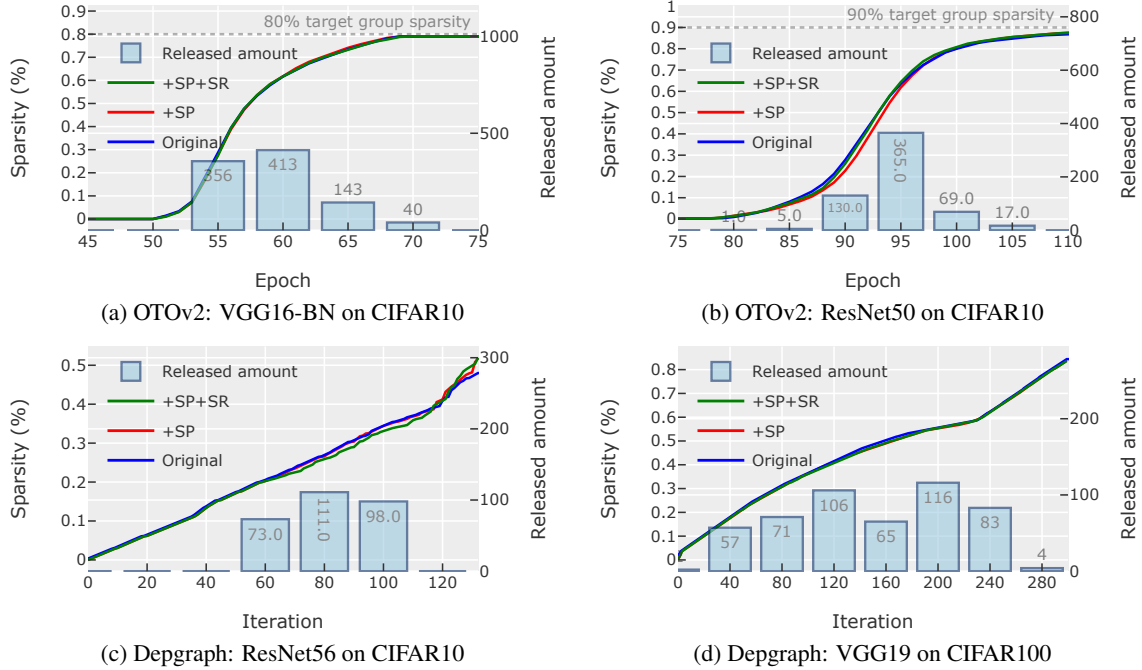 80% target group sparsity
Released amount
+SP+SR
+SP
Original
0.9
0.8
0.7
0.6
0.5
0.4
0.3
0.2
0.1
0
1000
500
0
356
413
143
40
45 50 55 60 65 70 75
Sparsity (%)
Released amount
Epoch
(a) OTOv2: VGG16-BN on CIFAR10
90% target group sparsity
Released amount
+SP+SR
+SP
Original
1
0.9
0.8
0.7
0.6
0.5
0.4
0.3
0.2
0.1
0
800
600
400
200
0
1.0
5.0
130.0
365.0
69.0
17.0
75 80 85 90 95 100 105 110
Sparsity (%)
Released amount
Epoch
(b) OTOv2: ResNet50 on CIFAR10
Released amount
+SP+SR
+SP
Original
0.5
0.4
0.3
0.2
0.1
0
300
200
100
0
73.0
111.0
98.0
0 20 40 60 80 100 120
Sparsity (%)
Released amount
Iteration
(c) Depgraph: ResNet56 on CIFAR10
Released amount
+SP+SR
+SP
Original
0.8
0.7
0.6
0.5
0.4
0.3
0.2
0.1
0
200
100
0
57
71
106
65
116
83
4
0 40 80 120 160 200 240 280
Sparsity (%)
Released amount
Iteration
(d) Depgraph: VGG19 on CIFAR100